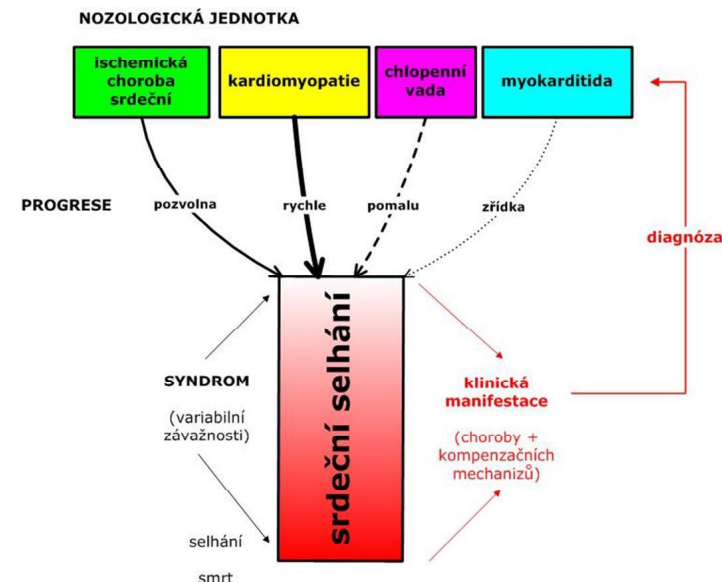 NOZOLOGICKÁ JEDNOTKA
ischemická
choroba
srdeční
kardiomyopatie
chlopenní
vada
myokarditida
PROGRESE
pozvolna
rychle
pomalu
zřídka
diagnóza
srdeční selhání
SYNDROM
(variabilní
závažnosti)
klinická
manifestace
(choroby +
kompenzačních
mechanizů)
selhání
smrt